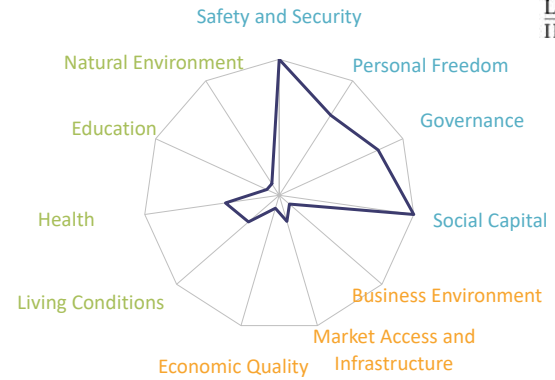 Safety and Security
Natural Environment
Personal Freedom
Education
Governance
Health
Social Capital
Living Conditions
Business Environment
Market Access and
Infrastructure
Economic Quality